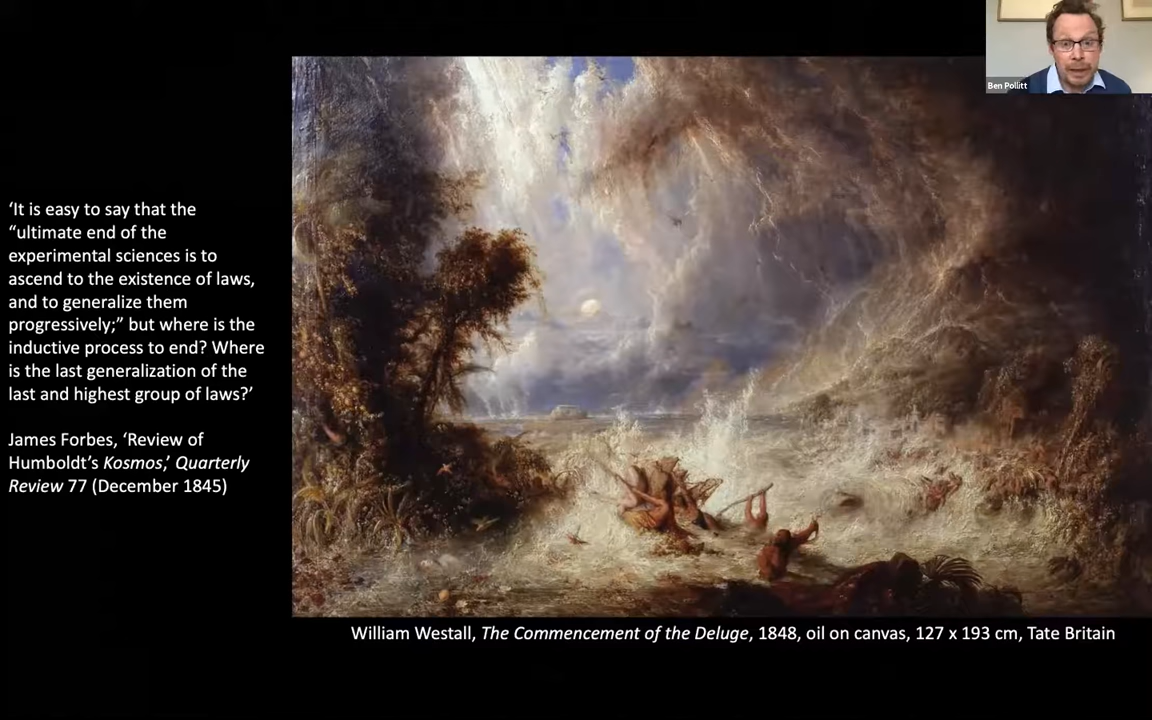 Ben Pollitt
‘It is easy to say that the
“ultimate end of the
experimental sciences is to
ascend to the existence of laws,
and to generalize them
progressively;” but where is the
inductive process to end? Where
is the last generalization of the
last and highest group of laws?’
James Forbes, ‘Review of
Humboldt’s Kosmos,’ Quarterly
Review 77 (December 1845)
William Westall, The Commencement of the Deluge, 1848, oil on canvas, 127 x 193 cm, Tate Britain